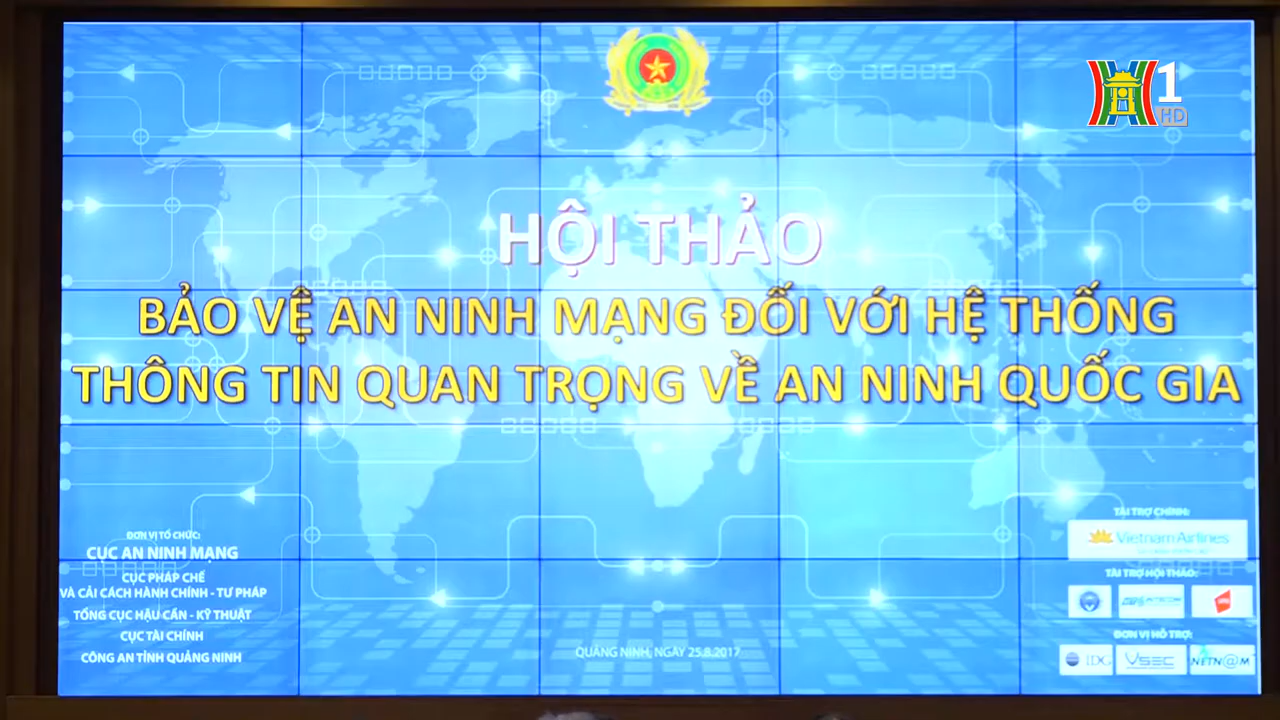 1
HD
HỘI THẢO
BẢO VỆ AN NINH MẠNG ĐỐI VỚI HỆ THỐNG
THÔNG TIN QUAN TRỌNG VỀ AN NINH QUỐC GIA
ĐƠN VỊ TỔ CHỨC:
CỤC AN NINH MẠNG
CỤC PHÁP CHẾ
VÀ CẢI CÁCH HÀNH CHÍNH - TƯ PHÁP
TỔNG CỤC HẬU CẦN - KỸ THUẬT
CỤC TÀI CHÍNH
CÔNG AN TỈNH QUẢNG NINH
QUẢNG NINH, NGÀY 25.8.2017
TÀI TRỢ CHÍNH:
Vietnam Airlines
TÀI TRỢ HỘI THẢO:
ĐƠN VỊ HỖ TRỢ:
IDG
VSEC
NETN@M